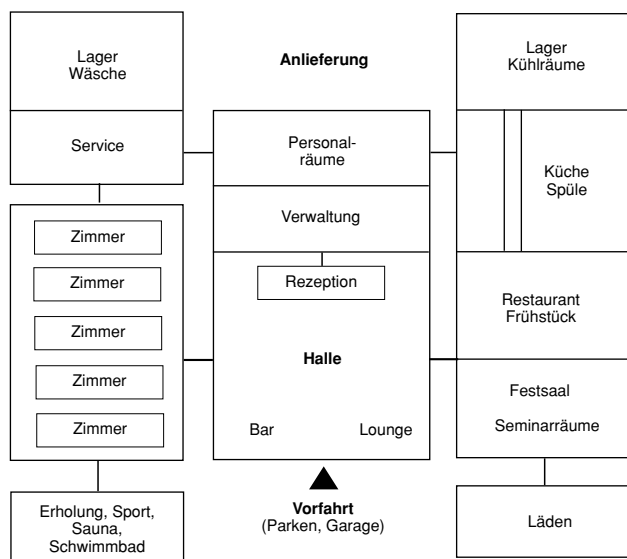 Lager
Wäsche
Service
Zimmer
Zimmer
Zimmer
Zimmer
Zimmer
Erholung, Sport,
Sauna,
Schwimmbad
Anlieferung
Personal-
räume
Verwaltung
Rezeption
Halle
Bar
Lounge
Vorfahrt
(Parken, Garage)
Lager
Kühlräume
Küche
Spüle
Restaurant
Frühstück
Festsaal
Seminarräume
Läden